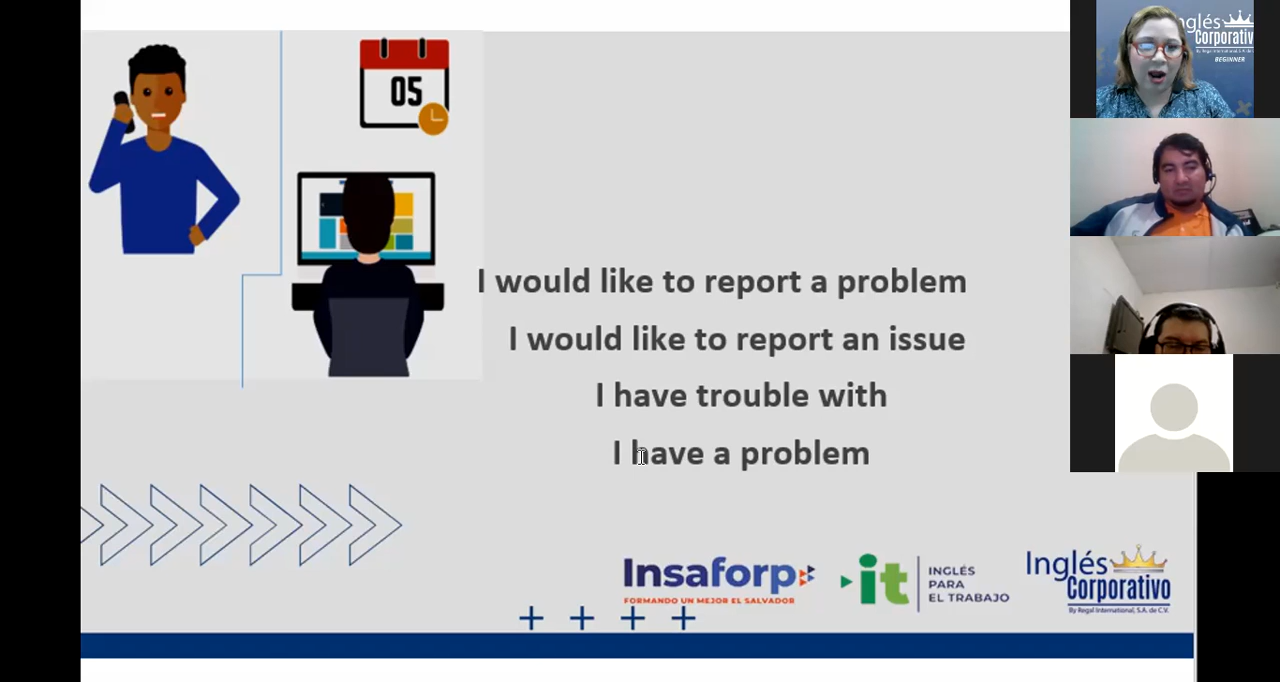 05
I would like to report a problem
I would like to report an issue
I have trouble with
I have a problem
Insaforp
FORMANDO UN MEJOR EL SALVADOR
it
INGLÉS
PARA
EL TRABAJO
Inglés
Corporativo
By Regal International, S.A. de C.V.
nglés
Corporativo
BEGINNER